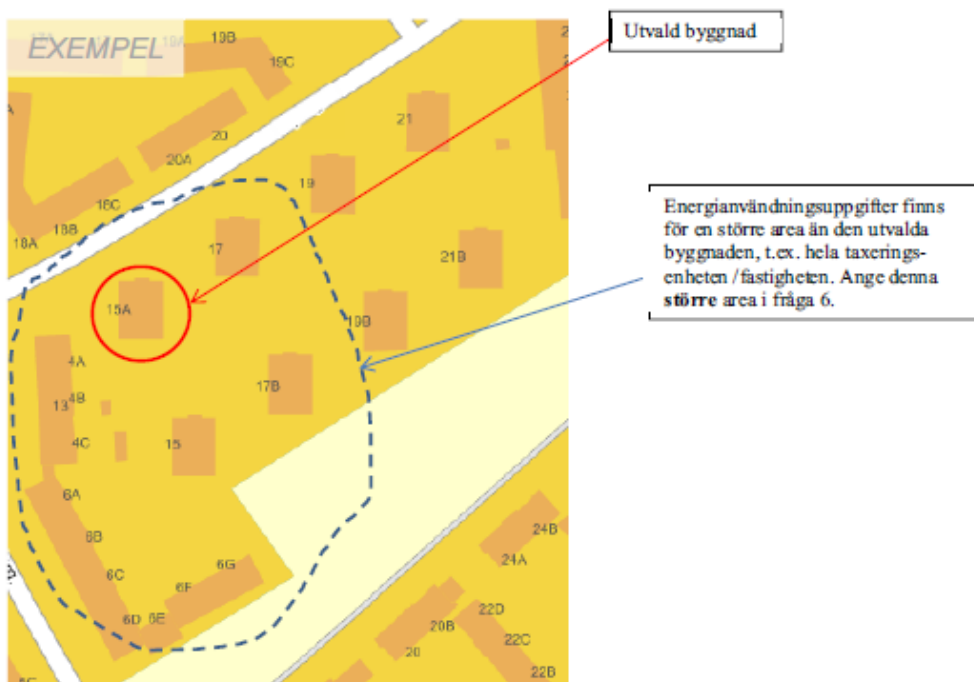 EXEMPEL
Utvald byggnad
Energianvändningsuppgifter finns
för en större area än den utvalda
byggnaden, t.ex. hela taxerings-
enheten /fastigheten. Ange denna
större area i fråga 6.
19A
19B
19C
20
20A
18C
18B
18A
21
19
17
21B
15A
19B
4A
13
4B
17B
4C
15
6A
6B
6C
6G
6F
6D
6E
24B
24A
22D
20B
22C
20
22B